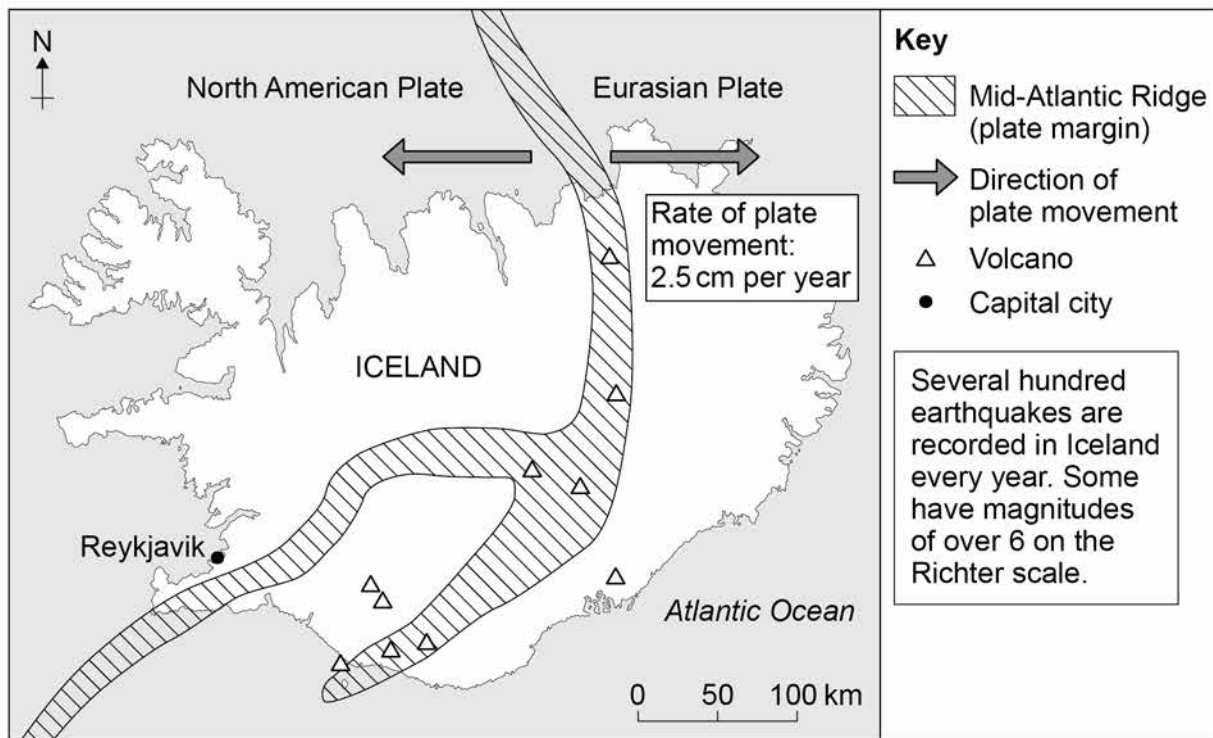 N
North American Plate
Eurasian Plate
Rate of plate
movement:
2.5 cm per year
ICELAND
Reykjavik
Atlantic Ocean
0 50 100 km
Key
Mid-Atlantic Ridge
(plate margin)
Direction of
plate movement
Volcano
Capital city
Several hundred
earthquakes are
recorded in Iceland
every year. Some
have magnitudes
of over 6 on the
Richter scale.